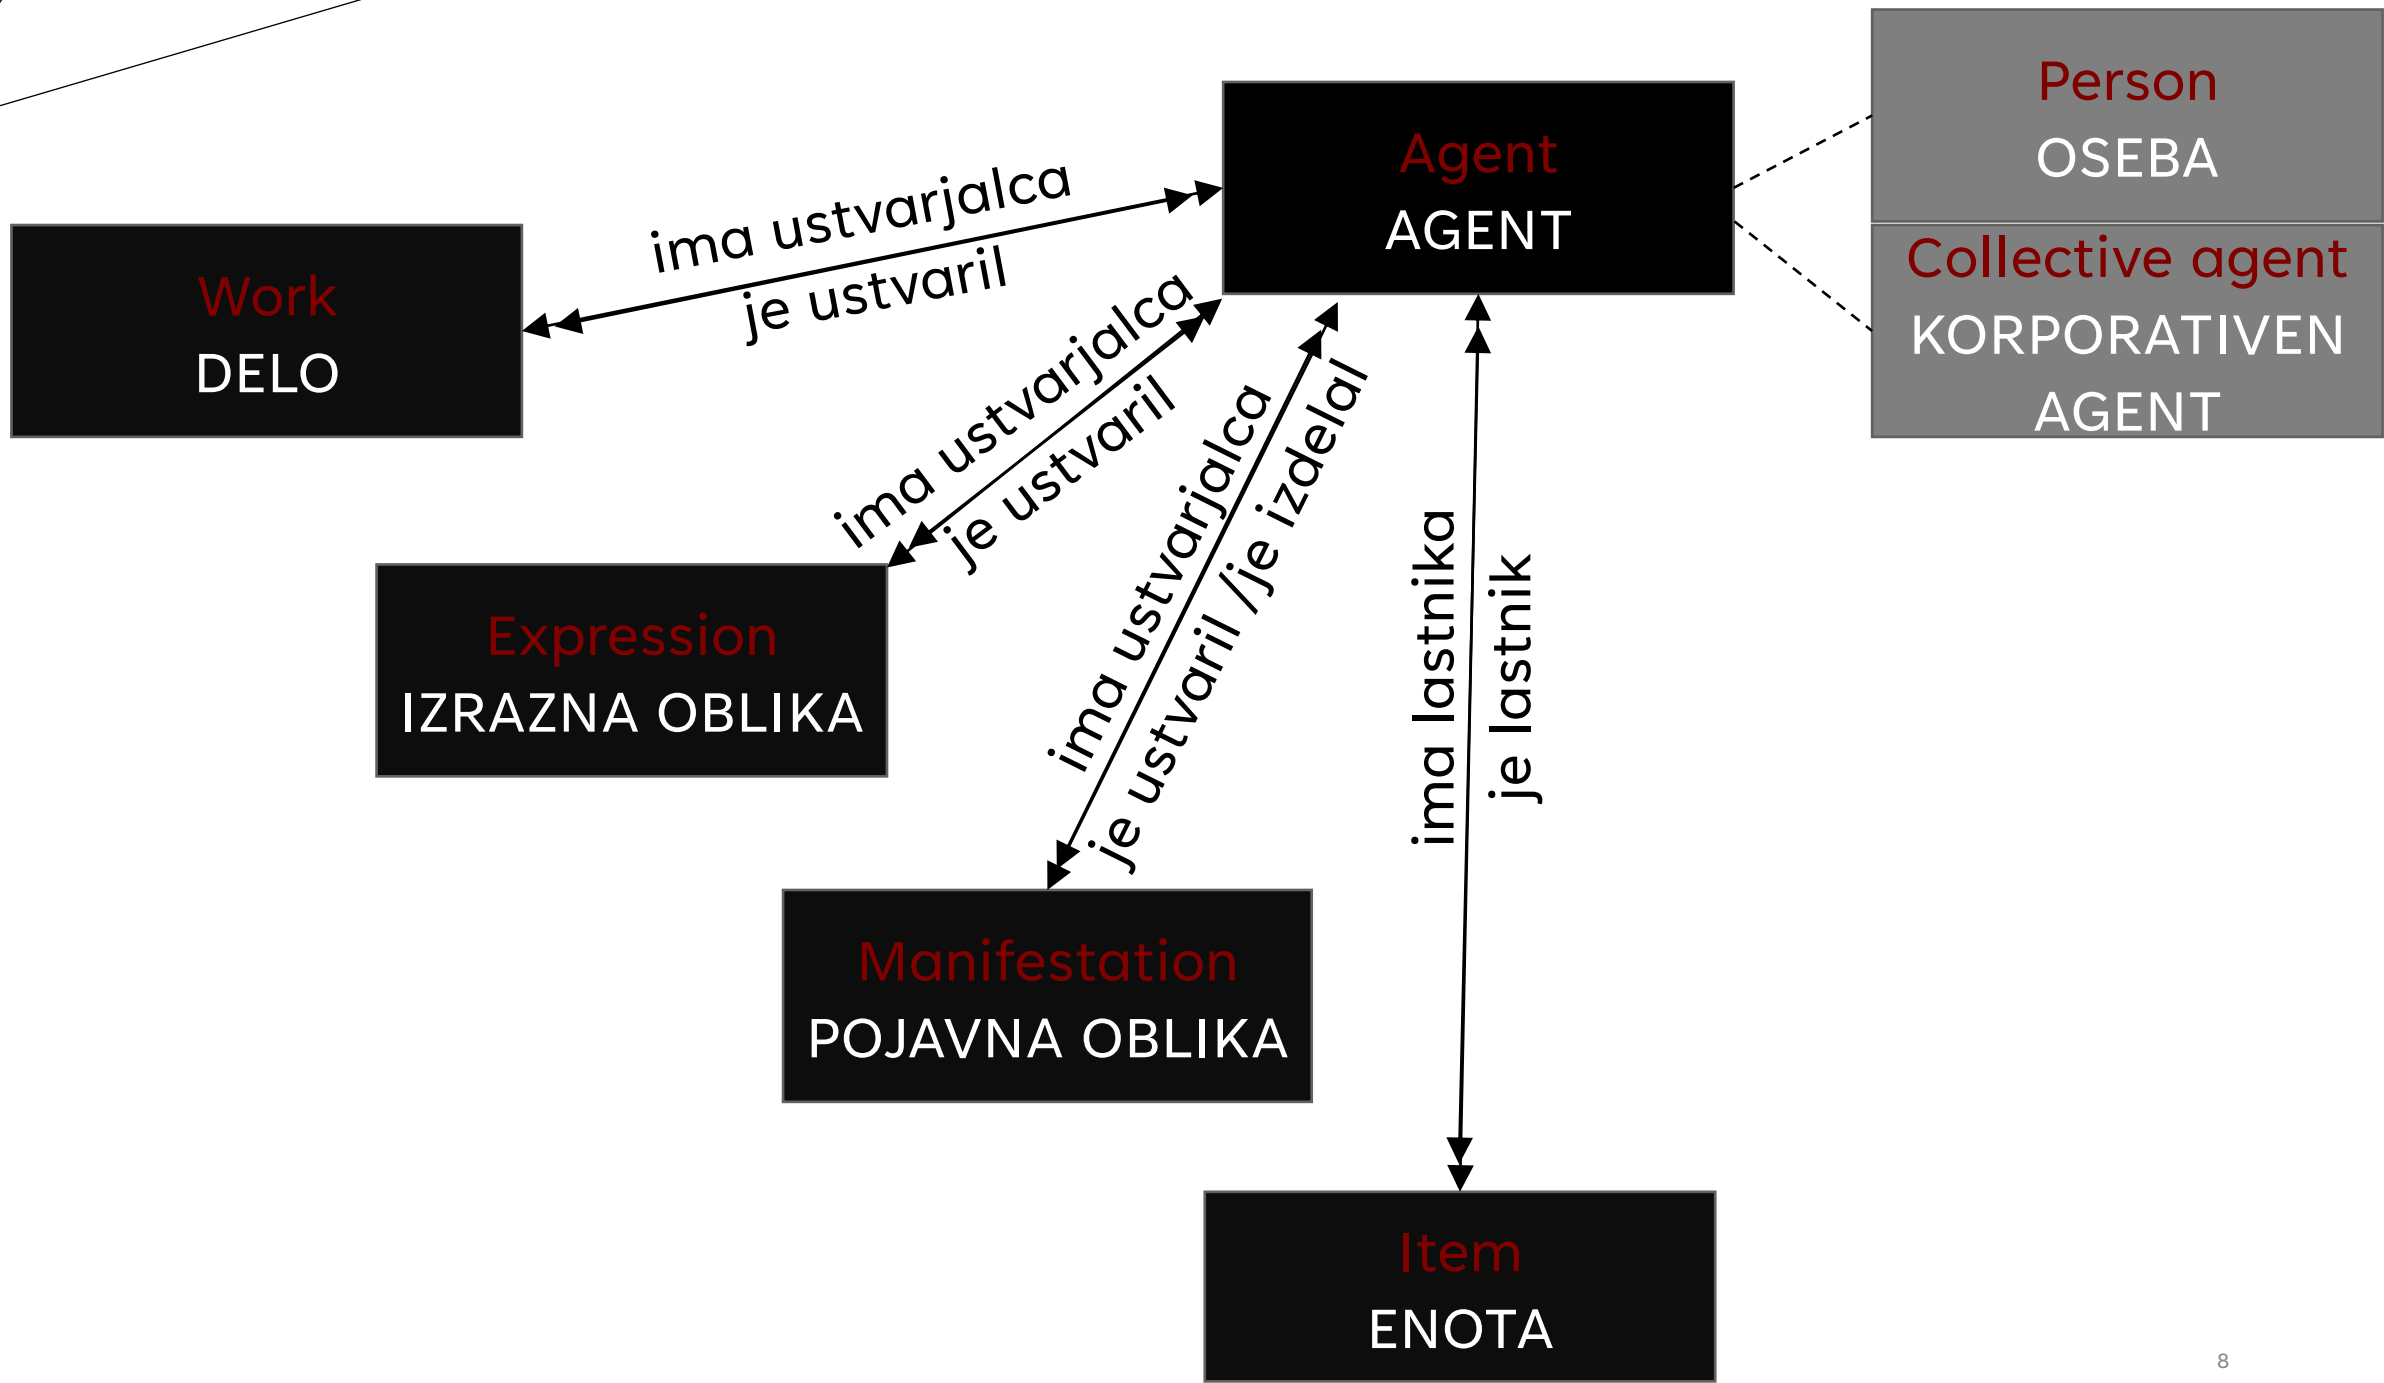 Person
OSEBA
Agent
AGENT
Collective agent
KORPORATIVEN
AGENT
ima ustvarjalca
je ustvaril
Work
DELO
ima ustvarjalca
je ustvaril
ima ustvarjalca
je ustvaril //je izdelal
ima lastnika
je lastnik
Expression
IZRAZNA OBLIKA
Manifestation
POJAVNA OBLIKA
Item
ENOTA
8